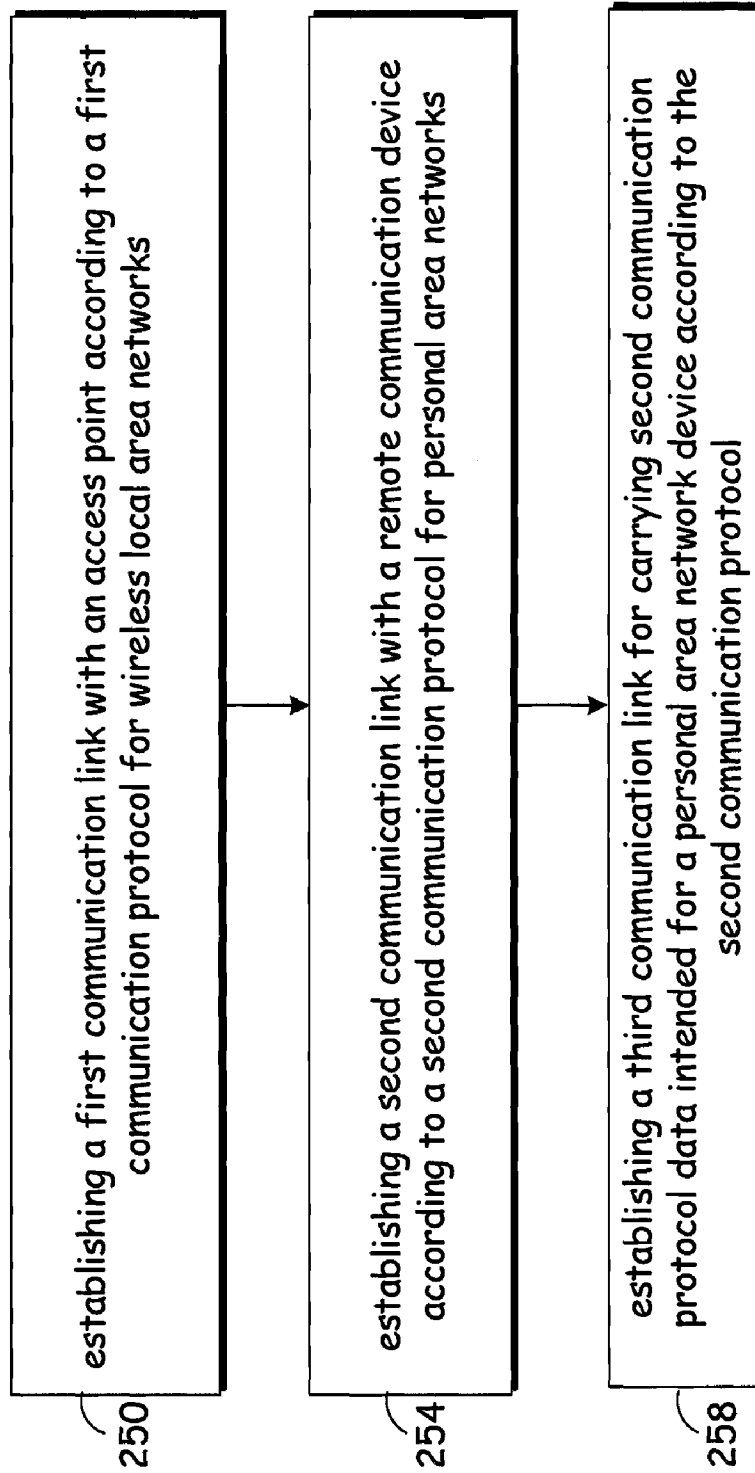 establishing a first communication link with an access point according to a first
communication protocol for wireless local area networks
250
establishing a second communication link with a remote communication device
according to a second communication protocol for personal area networks
254
establishing a third communication link for carrying second communication
protocol data intended for a personal area network device according to the
second communication protocol
258